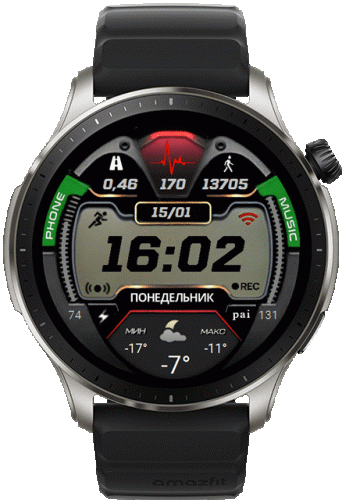 0,46 170 13705
PHONE
15/01
MUSIC
16:02
REC
ПОНЕДЕЛЬНИК
74 pai 131
МИН МАКС
-17° -11°
-7°
amazfit